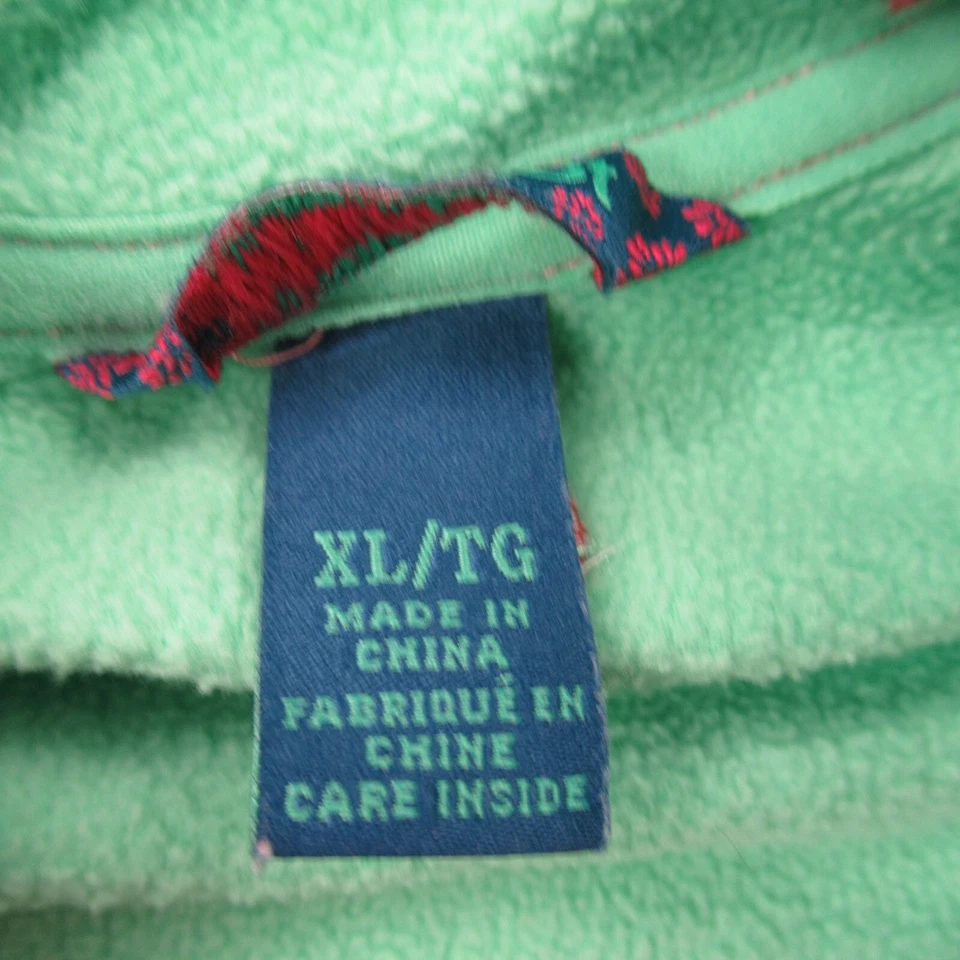 XL/TG
MADE IN
CHINA
FABRIQUÉ EN
CHINE
CARE INSIDE